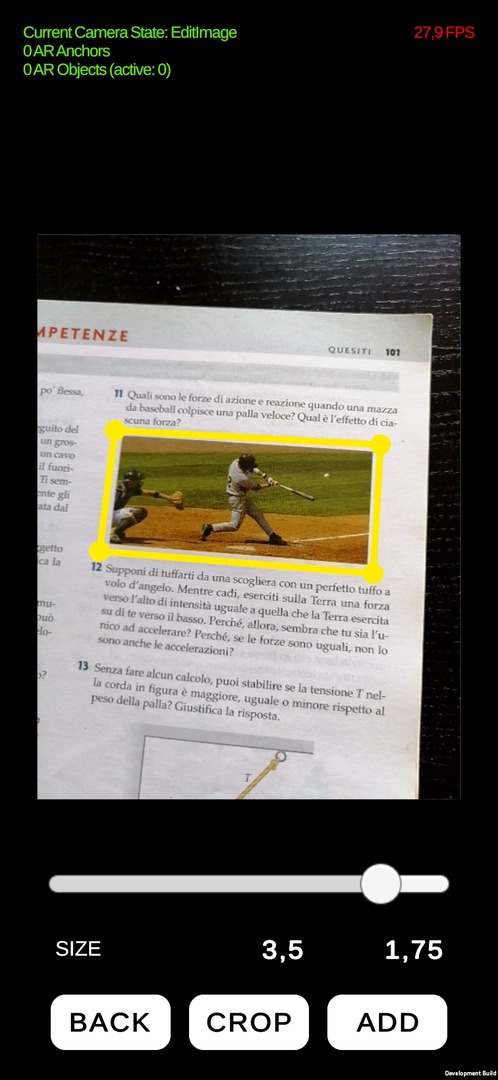 Current Camera State: EditImage
27,9 FPS
0 AR Anchors
0 AR Objects (active: 0)
MPETENZE
QUESITI 101
po' flessa,
guito del
un gros-
un cavo
il fuori-
Ti sem-
ente gli
ata dal
getto
ca la
mu-
può
lo-
o?
11 Quali sono le forze di azione e reazione quando una mazza
da baseball colpisce una palla veloce? Qual è l'effetto di cia-
scuna forza?
12 Supponi di tuffarti da una scogliera con un perfetto tuffo a
volo d'angelo. Mentre cadi, eserciti sulla Terra una forza
verso l'alto di intensità uguale a quella che la Terra esercita
su di te verso il basso. Perché, allora, sembra che tu sia l'u-
nico ad accelerare? Perché, se le forze sono uguali, non lo
sono anche le accelerazioni?
13 Senza fare alcun calcolo, puoi stabilire se la tensione T nel-
la corda in figura è maggiore, uguale o minore rispetto al
peso della palla? Giustifica la risposta.
T
SIZE 3,5 1,75
BACK CROP ADD
Development Build